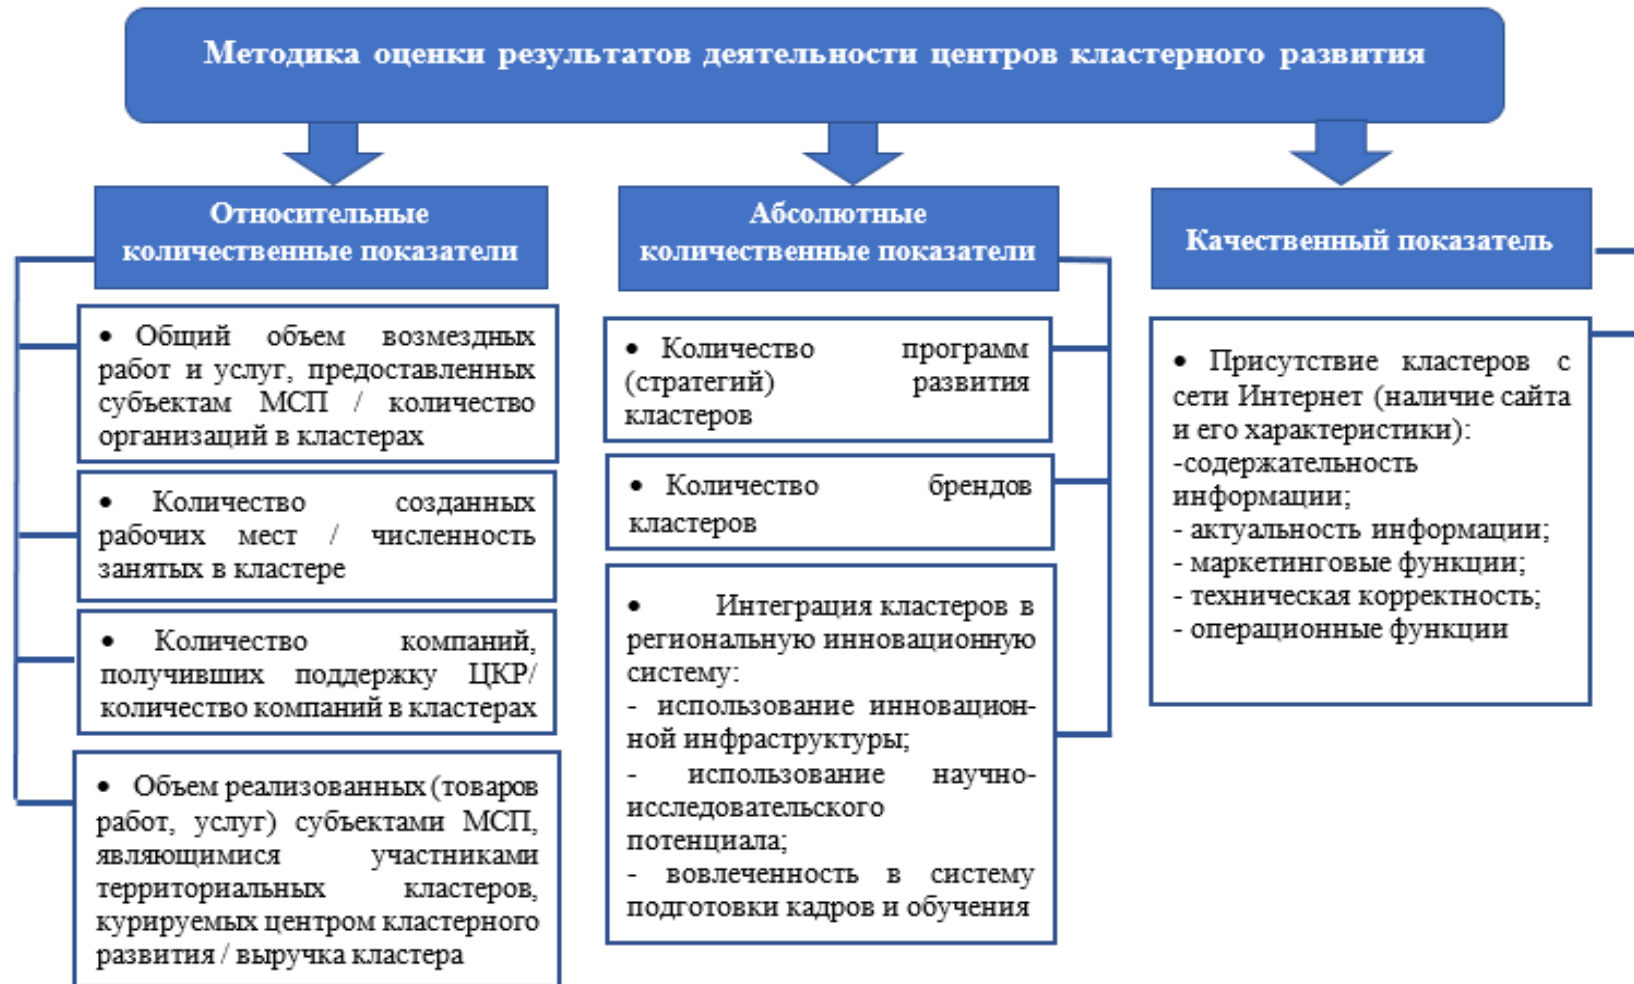 Методика оценки результатов деятельности центров кластерного развития
Относительные
количественные показатели
• Общий объем возмездных
работ и услуг, предоставленных
субъектам МСП / количество
организаций в кластерах
• Количество созданных
рабочих мест / численность
занятых в кластере
• Количество компаний,
получивших поддержку ЦКР/
количество компаний в кластерах
• Объем реализованных (товаров
работ, услуг) субъектами МСП,
являющимися участниками
территориальных кластеров,
курируемых центром кластерного
развития / выручка кластера
Абсолютные
количественные показатели
• Количество программ
(стратегий) развития
кластеров
• Количество брендов
кластеров
• Интеграция кластеров в
региональную инновационную
систему:
- использование инновацион-
ной инфраструктуры;
- использование научно-
исследовательского
потенциала;
- вовлеченность в систему
подготовки кадров и обучения
Качественный показатель
• Присутствие кластеров с
сети Интернет (наличие сайта
и его характеристики):
-содержательность
информации;
- актуальность информации;
- маркетинговые функции;
- техническая корректность;
- операционные функции